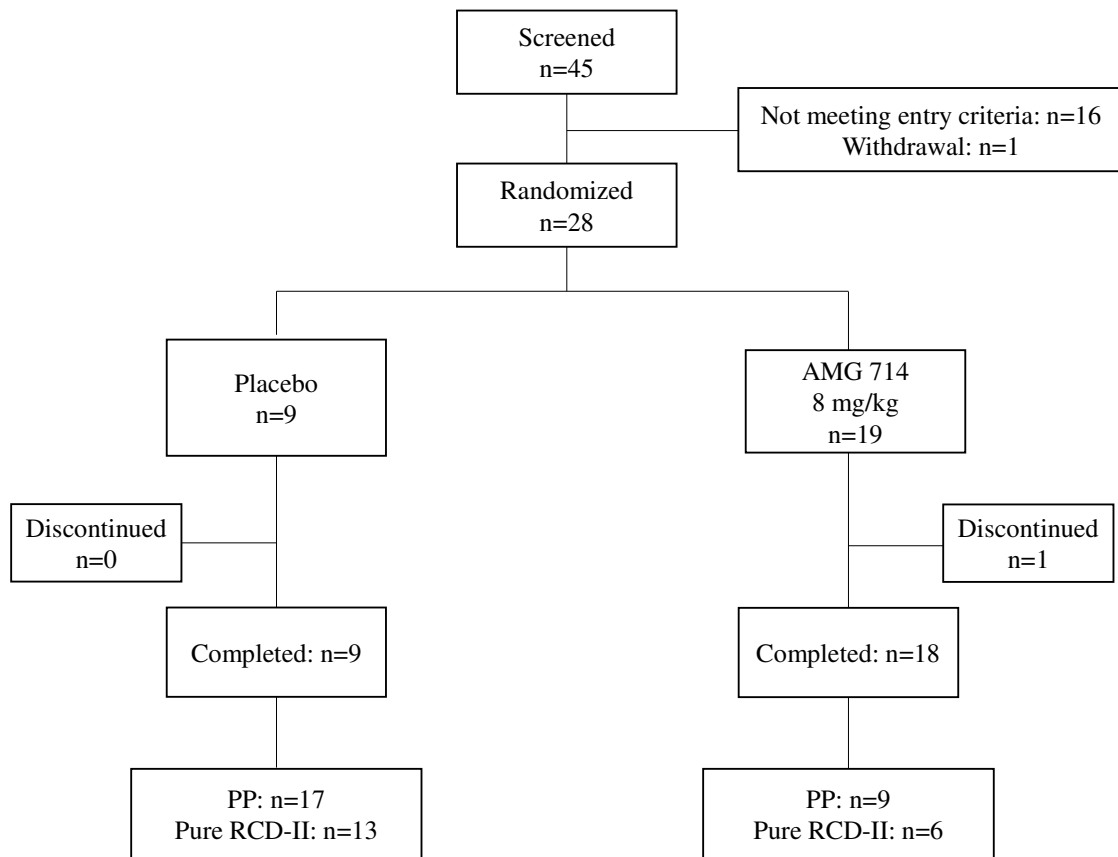 Screened
n=45
Not meeting entry criteria: n=16
Withdrawal: n=1
Randomized
n=28
Placebo
n=9
AMG 714
8 mg/kg
n=19
Discontinued
n=0
Discontinued
n=1
Completed: n=9
Completed: n=18
PP: n=17
Pure RCD-II: n=13
PP: n=9
Pure RCD-II: n=6